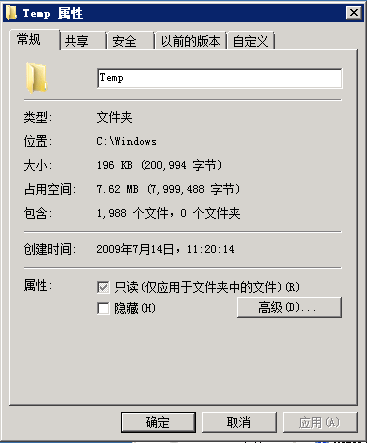 Temp 属性
常规 共享 安全 以前的版本 自定义
Temp
类型: 文件夹
位置: C:\Windows
大小: 196 KB (200,994 字节)
占用空间: 7.62 MB (7,999,488 字节)
包含: 1,988 个文件，0 个文件夹
创建时间: 2009年7月14日，11:20:14
属性: 只读(仅应用于文件夹中的文件)(R)
隐藏(H) 高级(D)...
确定 取消 应用(A)